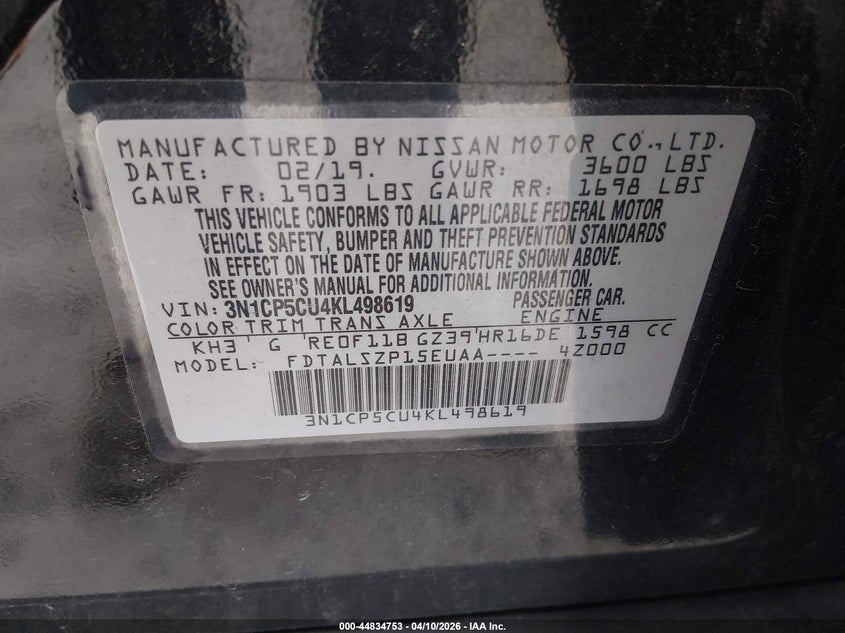 MANUFACTURED BY NISSAN MOTOR CO., LTD.
DATE: 02/19. GVWR: 3600 LBS
GAWR FR: 1903 LBS GAWR RR: 1698 LBS
THIS VEHICLE CONFORMS TO ALL APPLICABLE FEDERAL MOTOR
VEHICLE SAFETY, BUMPER AND THEFT PREVENTION STANDARDS
IN EFFECT ON THE DATE OF MANUFACTURE SHOWN ABOVE.
SEE OWNER'S MANUAL FOR ADDITIONAL INFORMATION.
VIN: 3N1CP5CU4KL498619 PASSENGER CAR.
COLOR TRIM TRANS AXLE ENGINE
KH3 G RE0F11B GZ39 HR16DE 1598 CC
MODEL: FDTALSZP15EUAA---- 4Z000
3N1CP5CU4KL498619
000-44834753 - 04/10/2026 - IAA Inc.